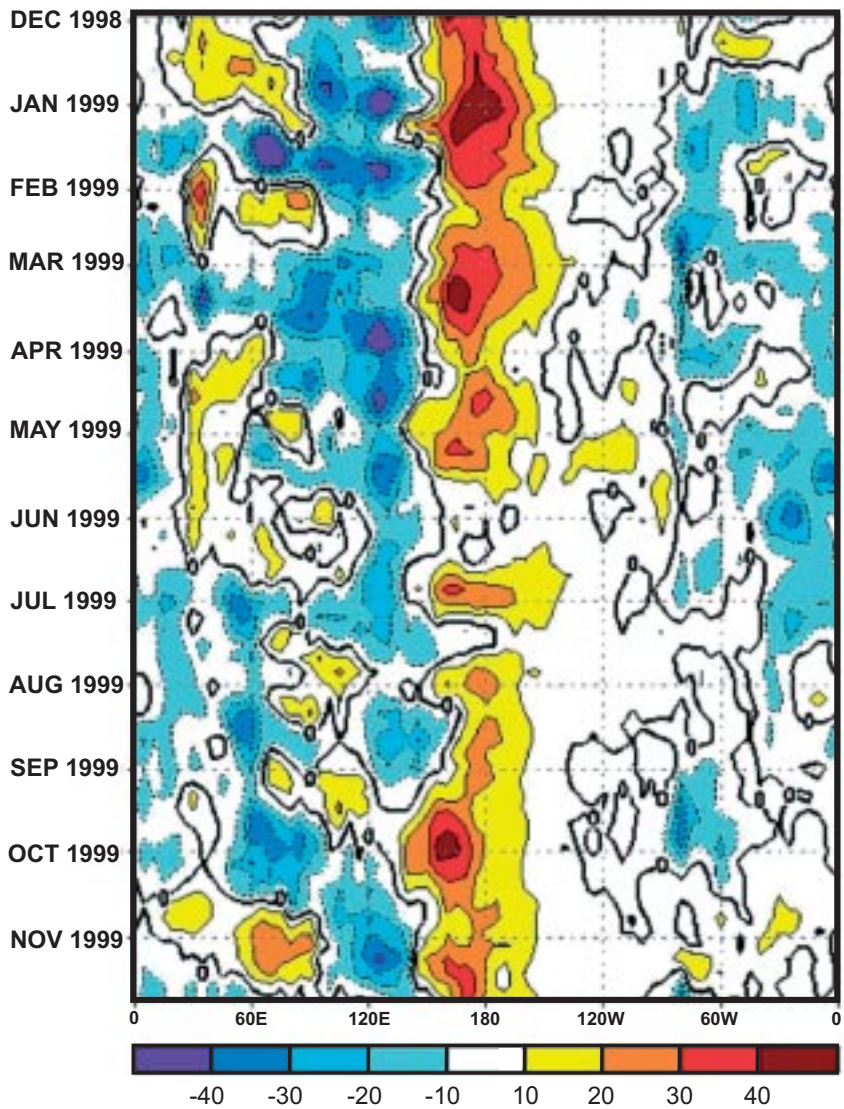 DEC 1998
JAN 1999
FEB 1999
MAR 1999
APR 1999
MAY 1999
JUN 1999
JUL 1999
AUG 1999
SEP 1999
OCT 1999
NOV 1999
0 60E 120E 180 120W 60W 0
-40 -30 -20 -10 10 20 30 40